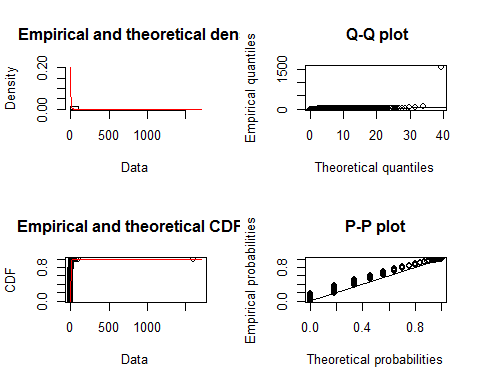 Empirical and theoretical den
Density
0.00
0.20
0
500
1000
Data
Q-Q plot
Empirical quantiles
0
1500
0
10
20
30
40
Theoretical quantiles
Empirical and theoretical CDF
CDF
0.0
0.8
0
500
1000
Data
P-P plot
Empirical probabilities
0.0
0.8
0.0
0.4
0.8
Theoretical probabilities